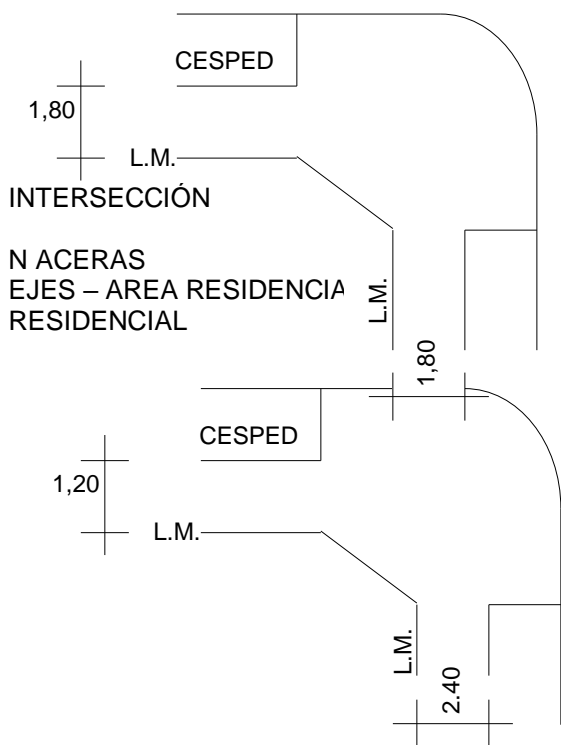 CESPED
1,80
L.M.
INTERSECCIÓN
N ACERAS
EJES – AREA RESIDENCIA
RESIDENCIAL
L.M.
1,80
CESPED
1,20
L.M.
L.M.
2.40